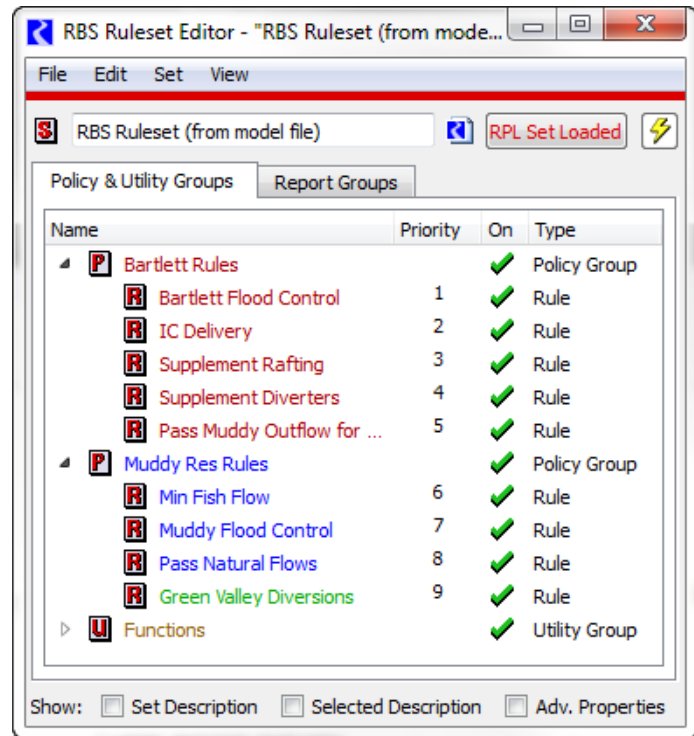 RBS Ruleset Editor - "RBS Ruleset (from mode...
File Edit Set View
S RBS Ruleset (from model file) RPL Set Loaded
Policy & Utility Groups Report Groups
Name Priority On Type
P Bartlett Rules Policy Group
R Bartlett Flood Control 1 Rule
R IC Delivery 2 Rule
R Supplement Rafting 3 Rule
R Supplement Diverters 4 Rule
R Pass Muddy Outflow for ... 5 Rule
P Muddy Res Rules Policy Group
R Min Fish Flow 6 Rule
R Muddy Flood Control 7 Rule
R Pass Natural Flows 8 Rule
R Green Valley Diversions 9 Rule
U Functions Utility Group
Show: Set Description Selected Description Adv. Properties